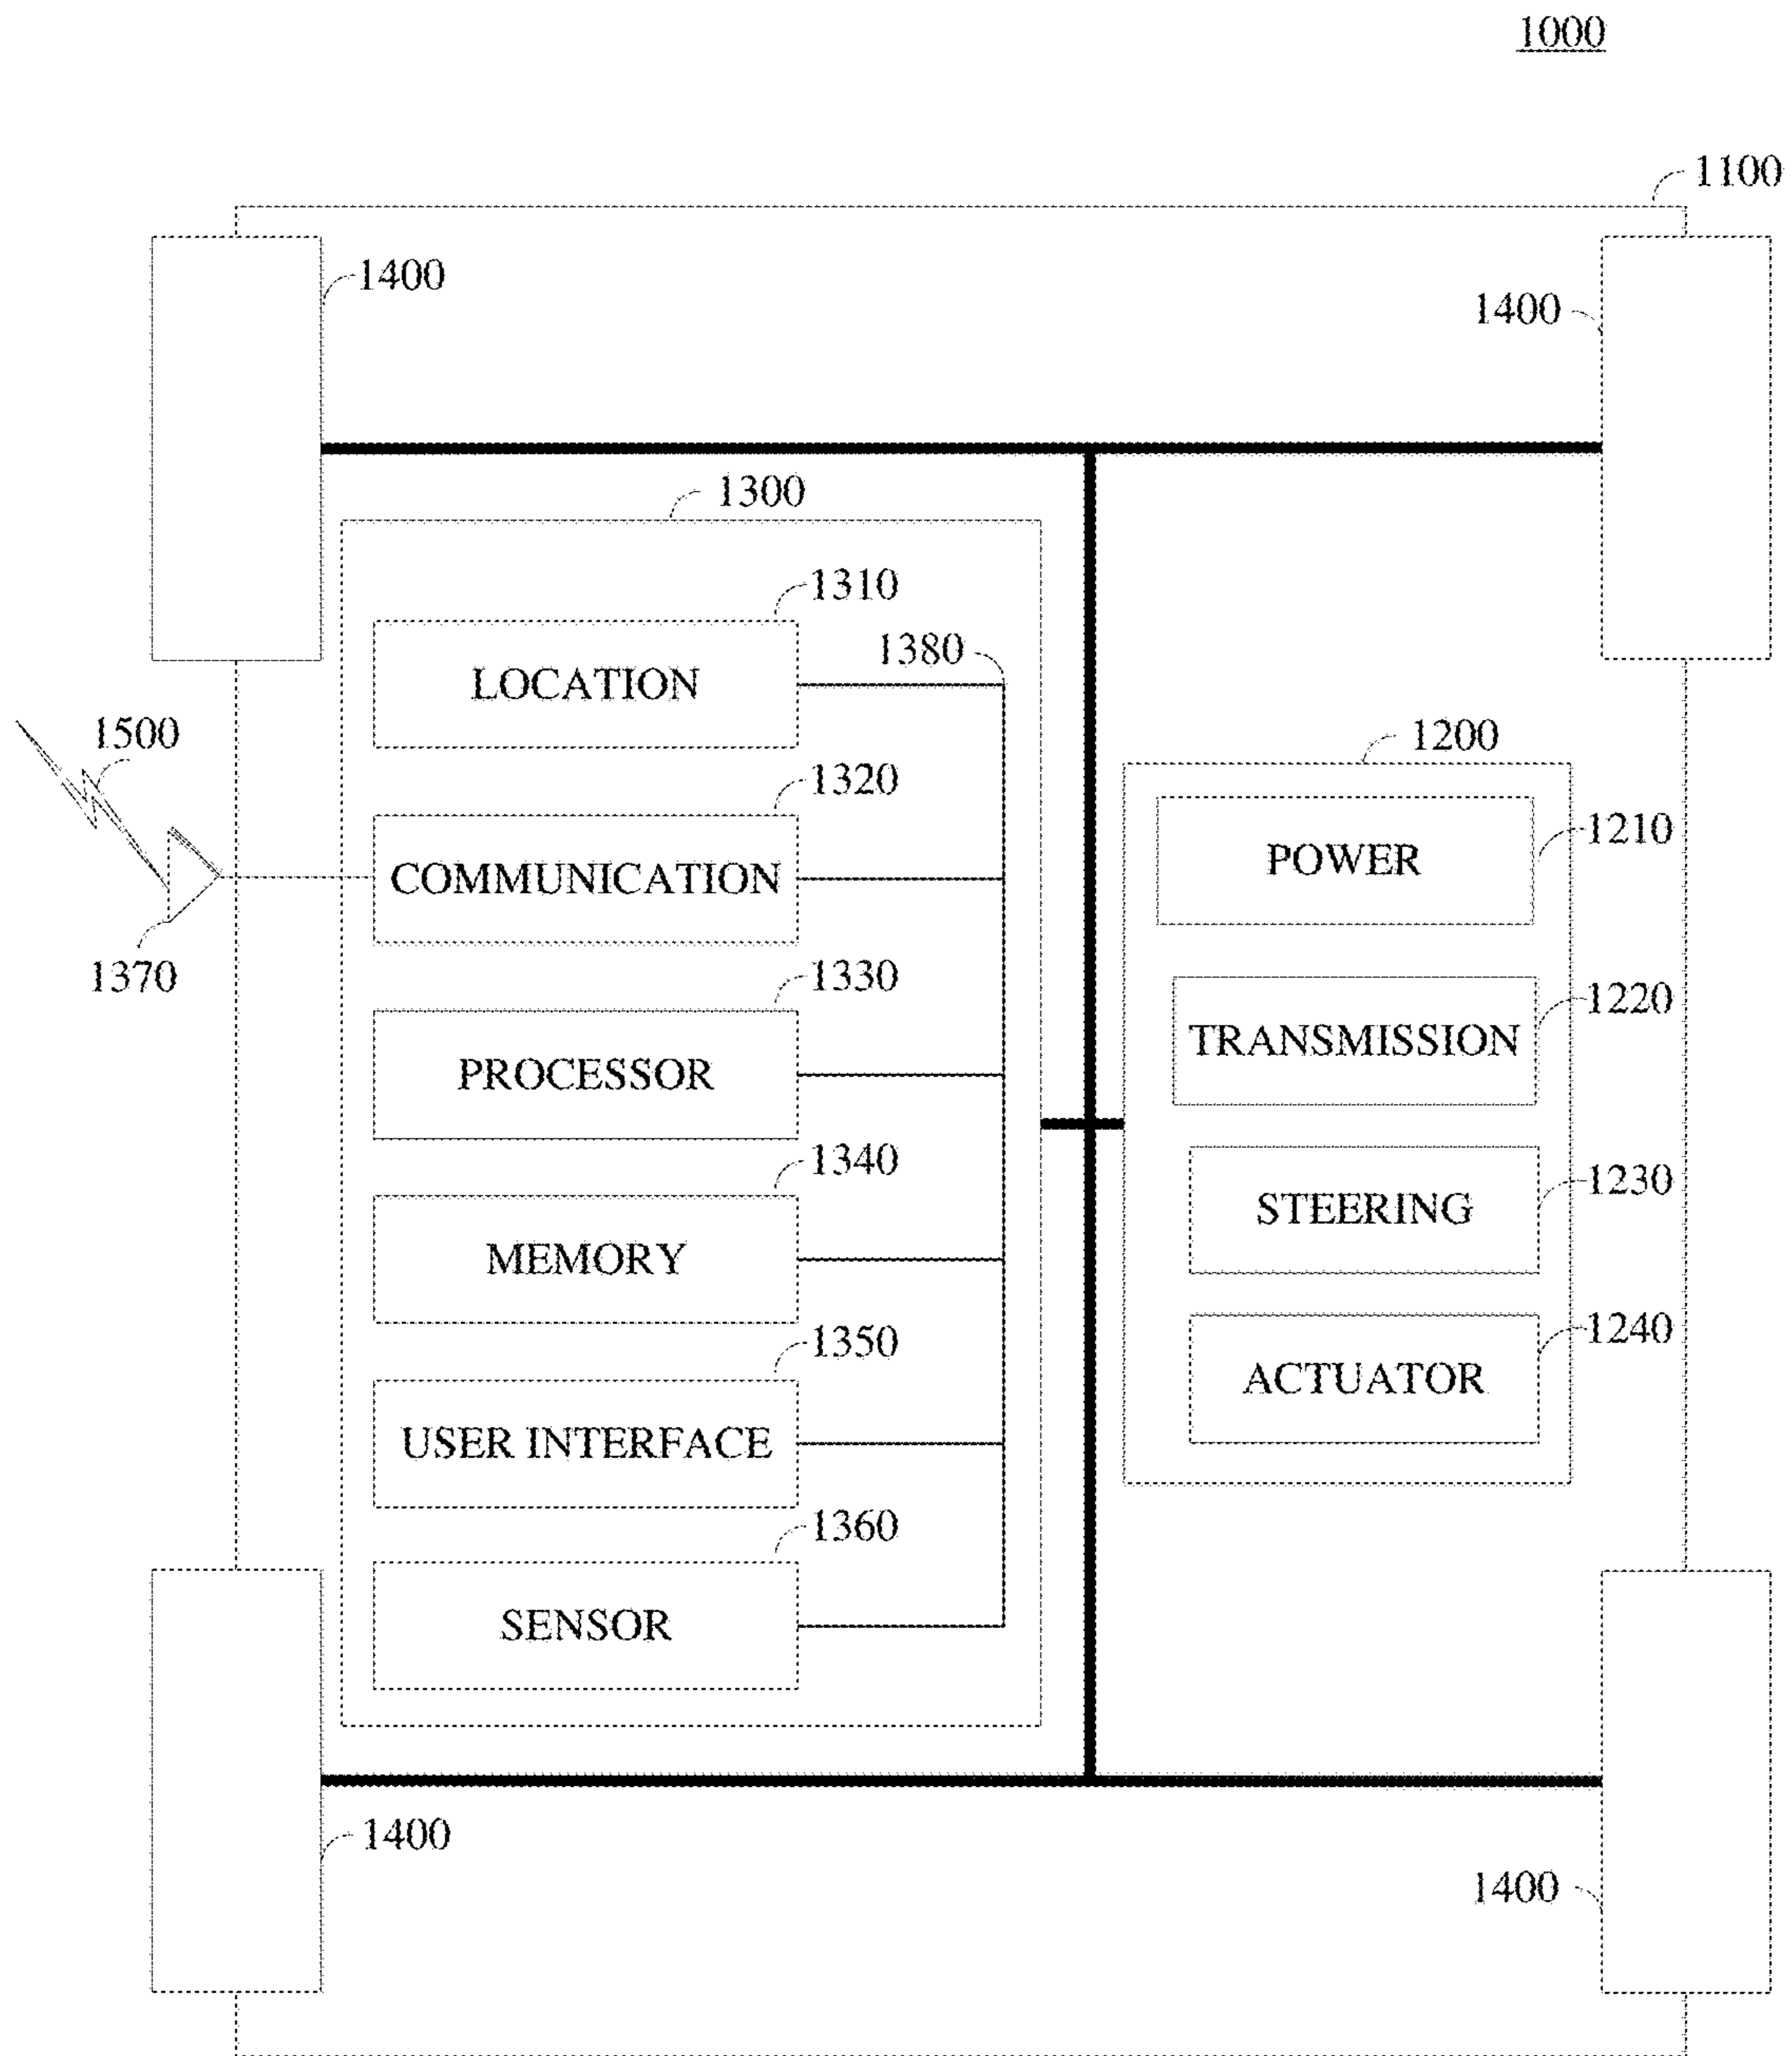 1000
1100
1400
1400
1300
1310
1380
LOCATION
1500
1320
COMMUNICATION
1370
1330
PROCESSOR
1340
MEMORY
1350
USER INTERFACE
1360
SENSOR
1200
1210
POWER
1220
TRANSMISSION
1230
STEERING
1240
ACTUATOR
1400
1400